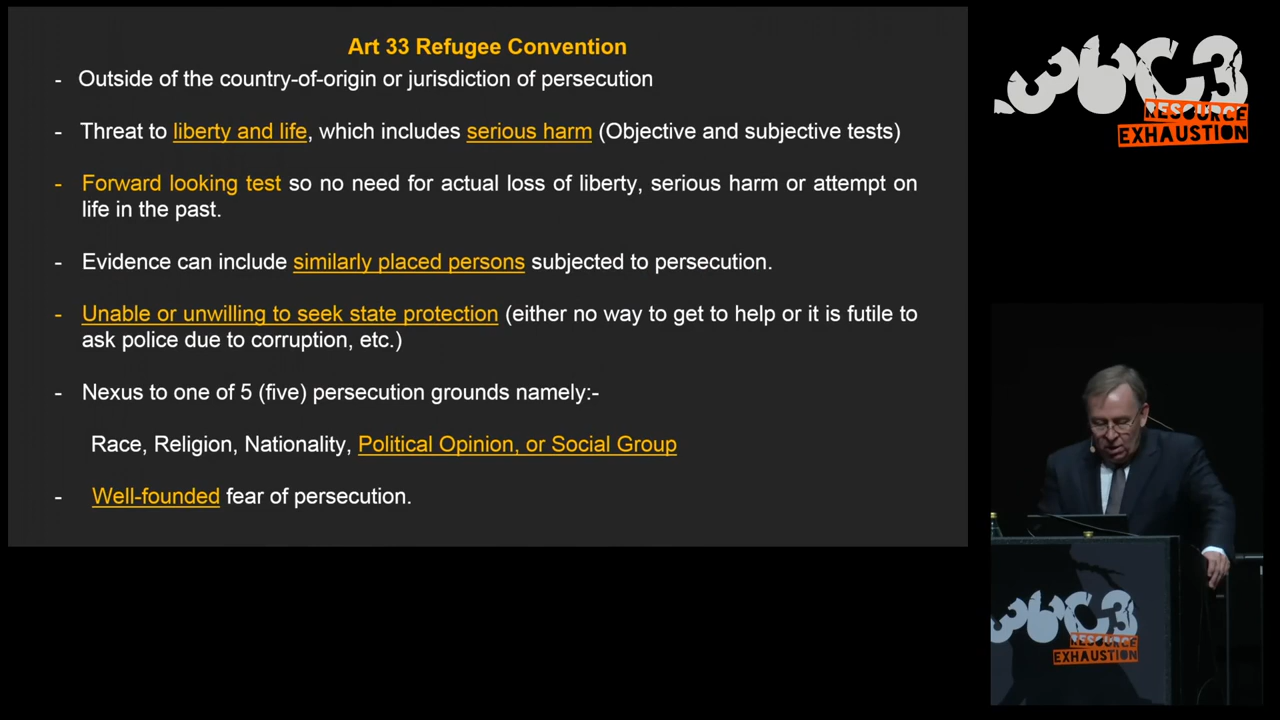 Art 33 Refugee Convention
- Outside of the country-of-origin or jurisdiction of persecution
- Threat to liberty and life, which includes serious harm (Objective and subjective tests)
- Forward looking test so no need for actual loss of liberty, serious harm or attempt on
life in the past.
- Evidence can include similarly placed persons subjected to persecution.
- Unable or unwilling to seek state protection (either no way to get to help or it is futile to
ask police due to corruption, etc.)
- Nexus to one of 5 (five) persecution grounds namely:-
Race, Religion, Nationality, Political Opinion, or Social Group
- Well-founded fear of persecution.
36C3
RESOURCE
EXHAUSTION
36C3
RESOURCE
EXHAUSTION